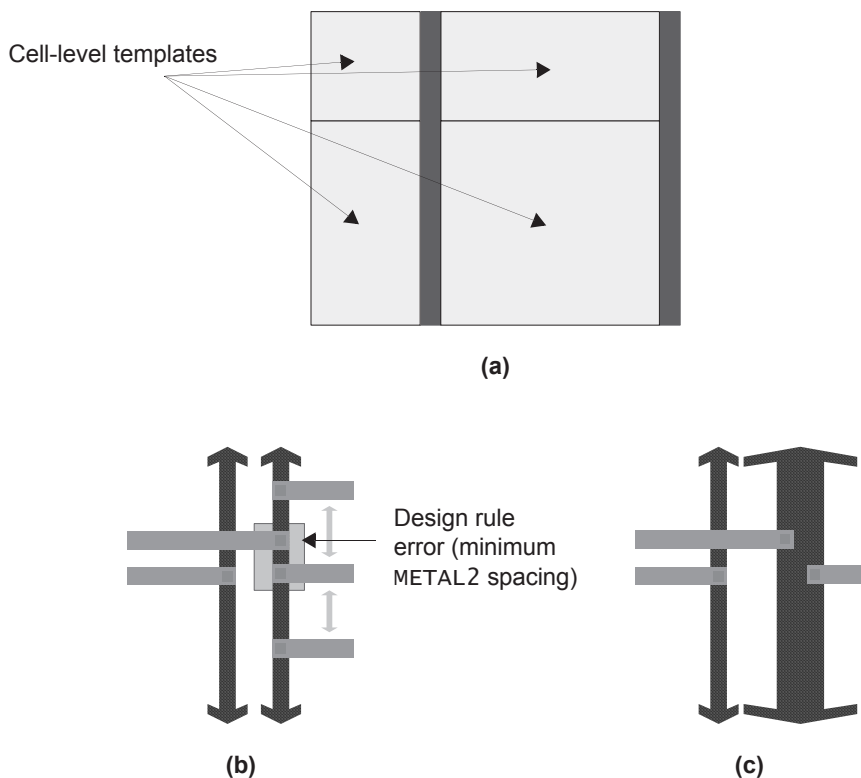 Cell-level templates
(a)
Design rule
error (minimum
METAL2 spacing)
(b)
(c)